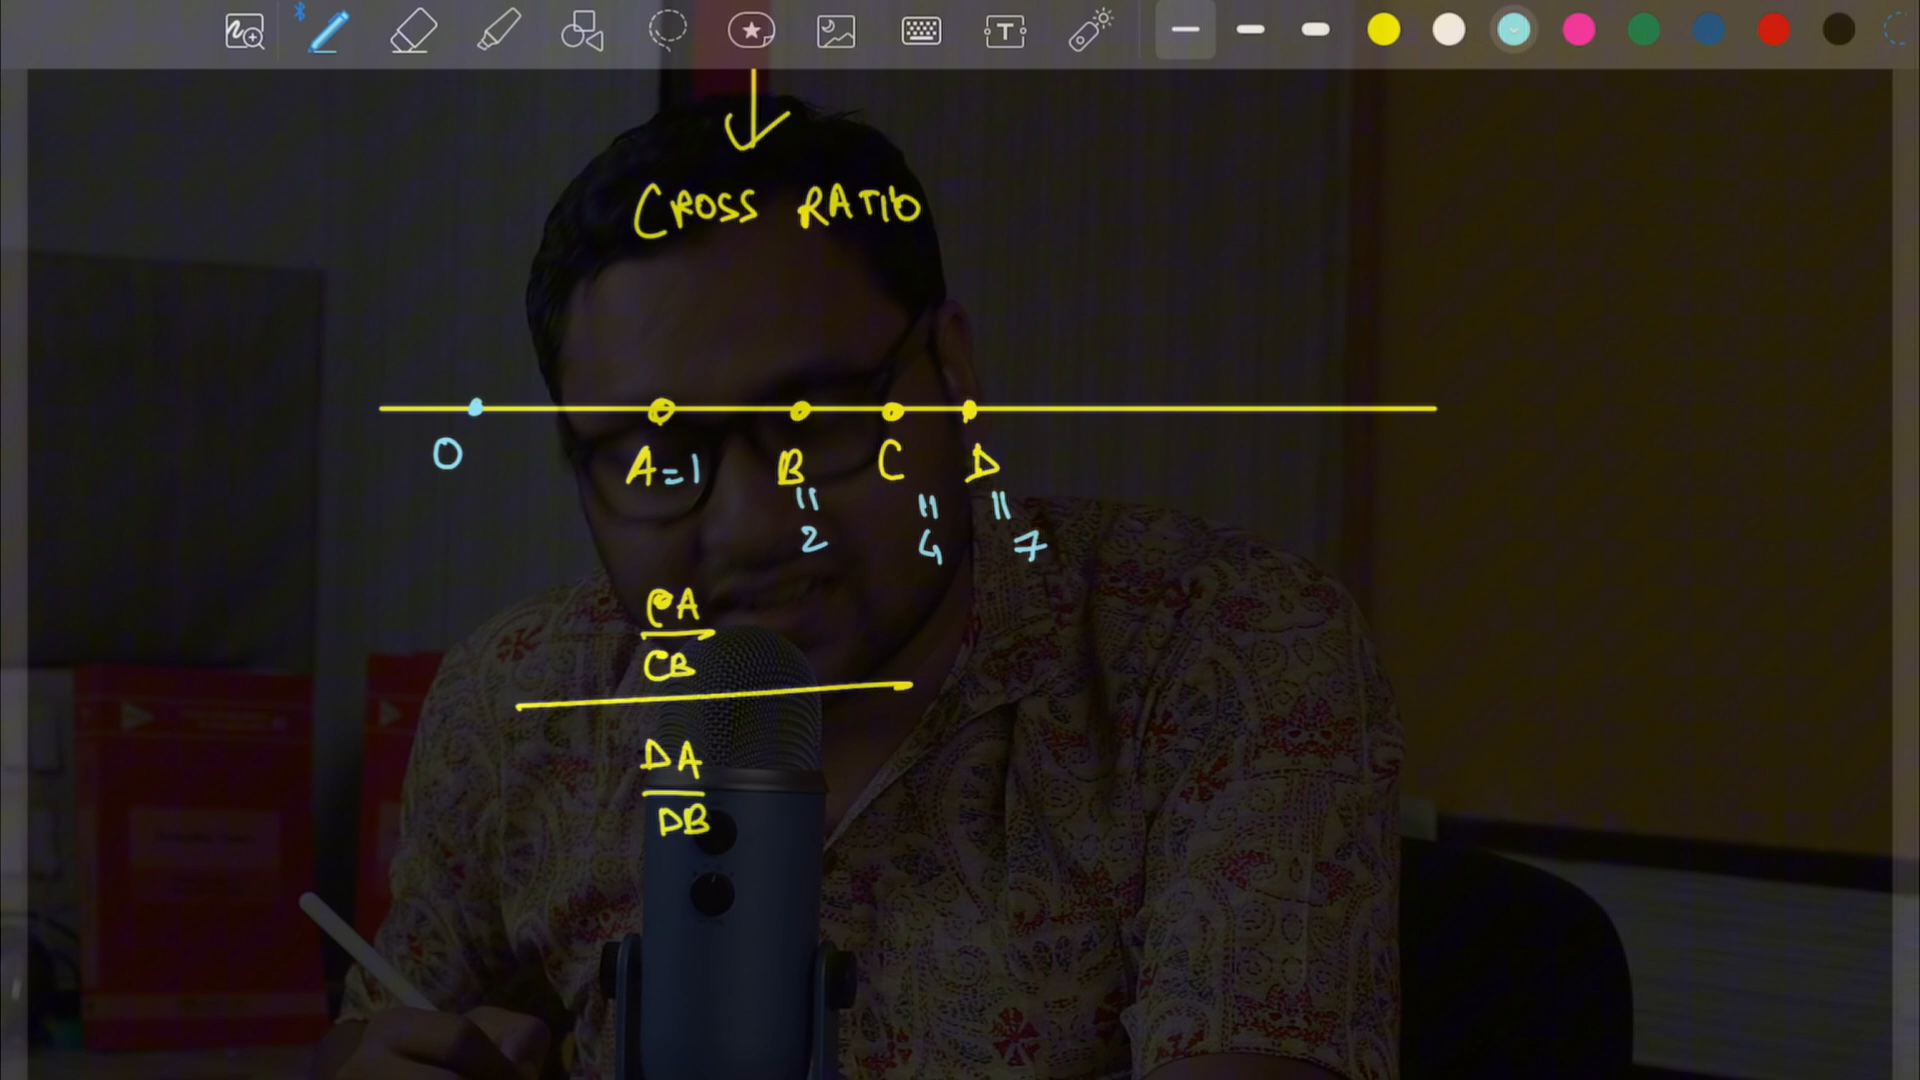 CROSS RATIO
O A=1 B C D
|| || ||
2 4 7
CA
CB
DA
DB